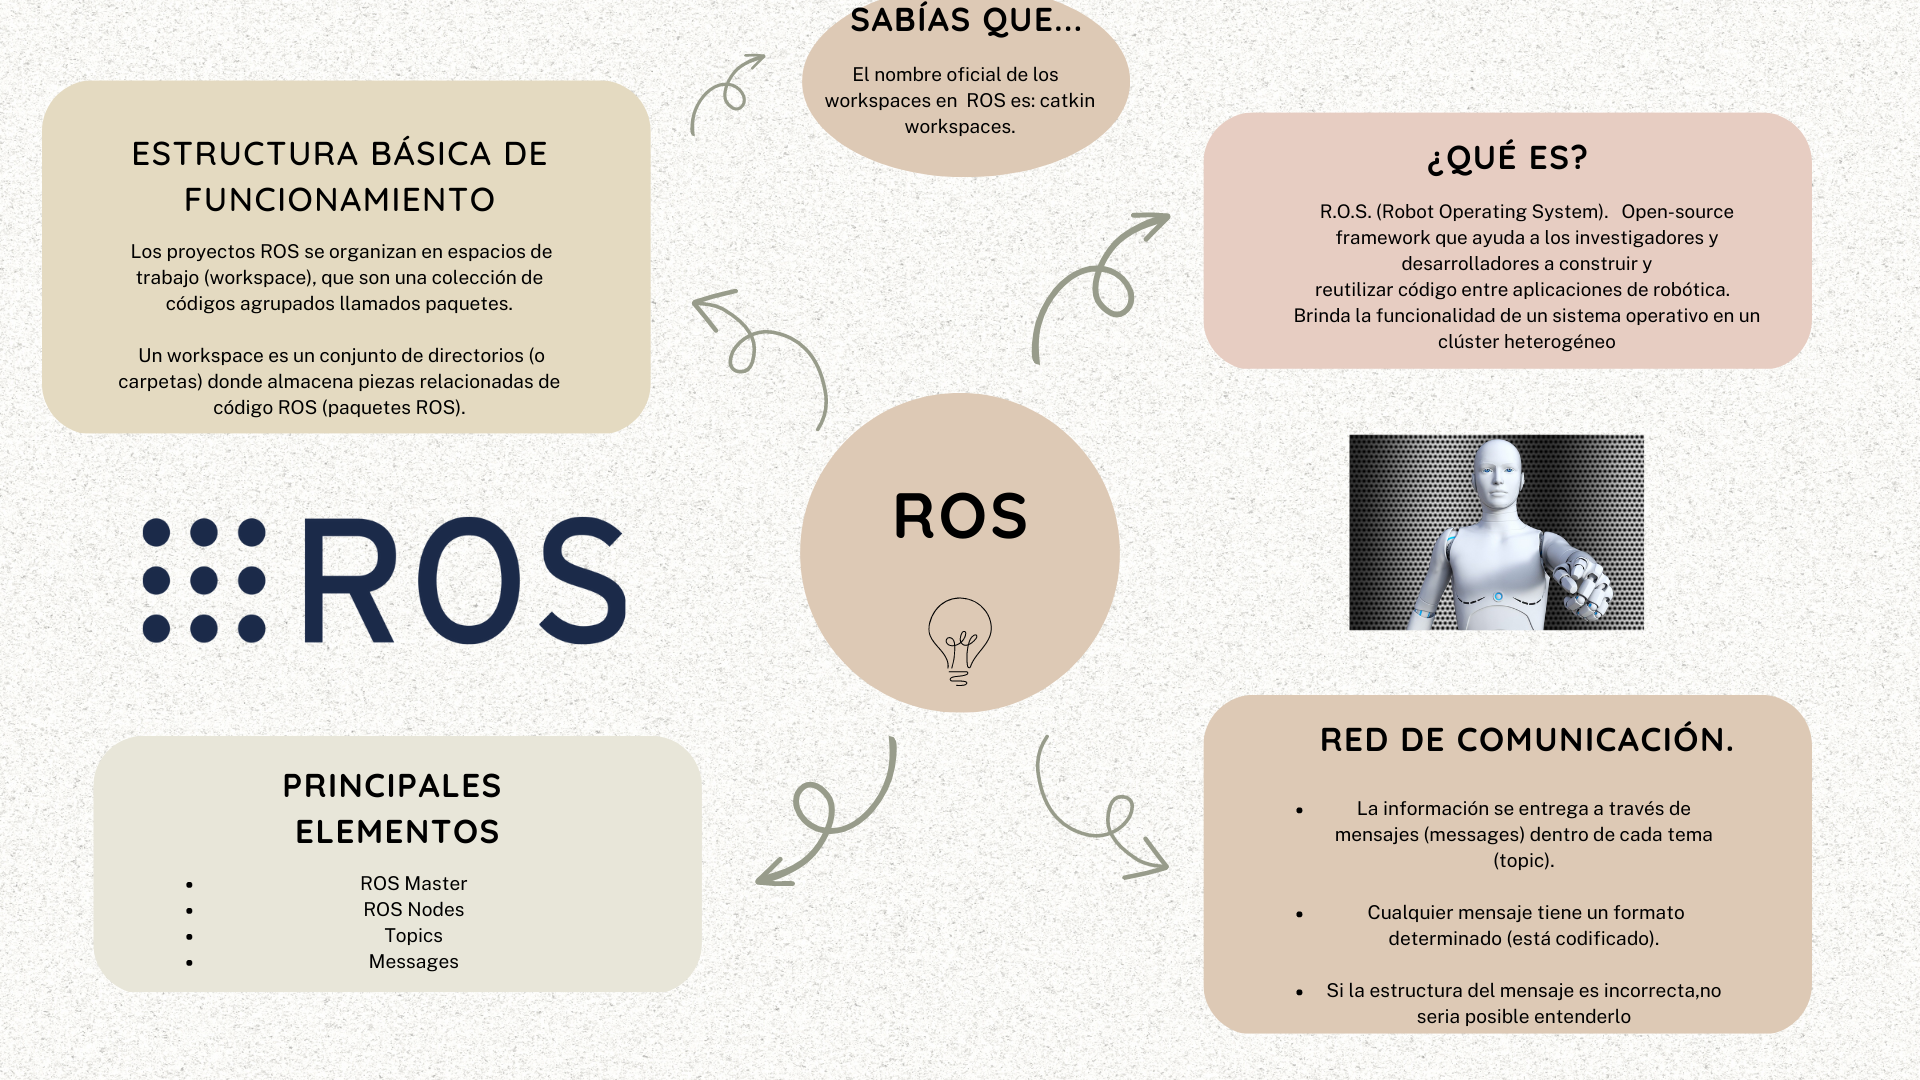 SABÍAS QUE...
El nombre oficial de los
workspaces en  ROS es: catkin
workspaces.
ESTRUCTURA BÁSICA DE
FUNCIONAMIENTO
Los proyectos ROS se organizan en espacios de
trabajo (workspace), que son una colección de
códigos agrupados llamados paquetes.
Un workspace es un conjunto de directorios (o
carpetas) donde almacena piezas relacionadas de
código ROS (paquetes ROS).
¿QUÉ ES?
R.O.S. (Robot Operating System).   Open-source
framework que ayuda a los investigadores y
desarrolladores a construir y
reutilizar código entre aplicaciones de robótica.
Brinda la funcionalidad de un sistema operativo en un
clúster heterogéneo
ROS
ROS
PRINCIPALES
ELEMENTOS
• ROS Master
• ROS Nodes
• Topics
• Messages
RED DE COMUNICACIÓN.
• La información se entrega a través de
mensajes (messages) dentro de cada tema
(topic).
• Cualquier mensaje tiene un formato
determinado (está codificado).
• Si la estructura del mensaje es incorrecta,no
seria posible entenderlo